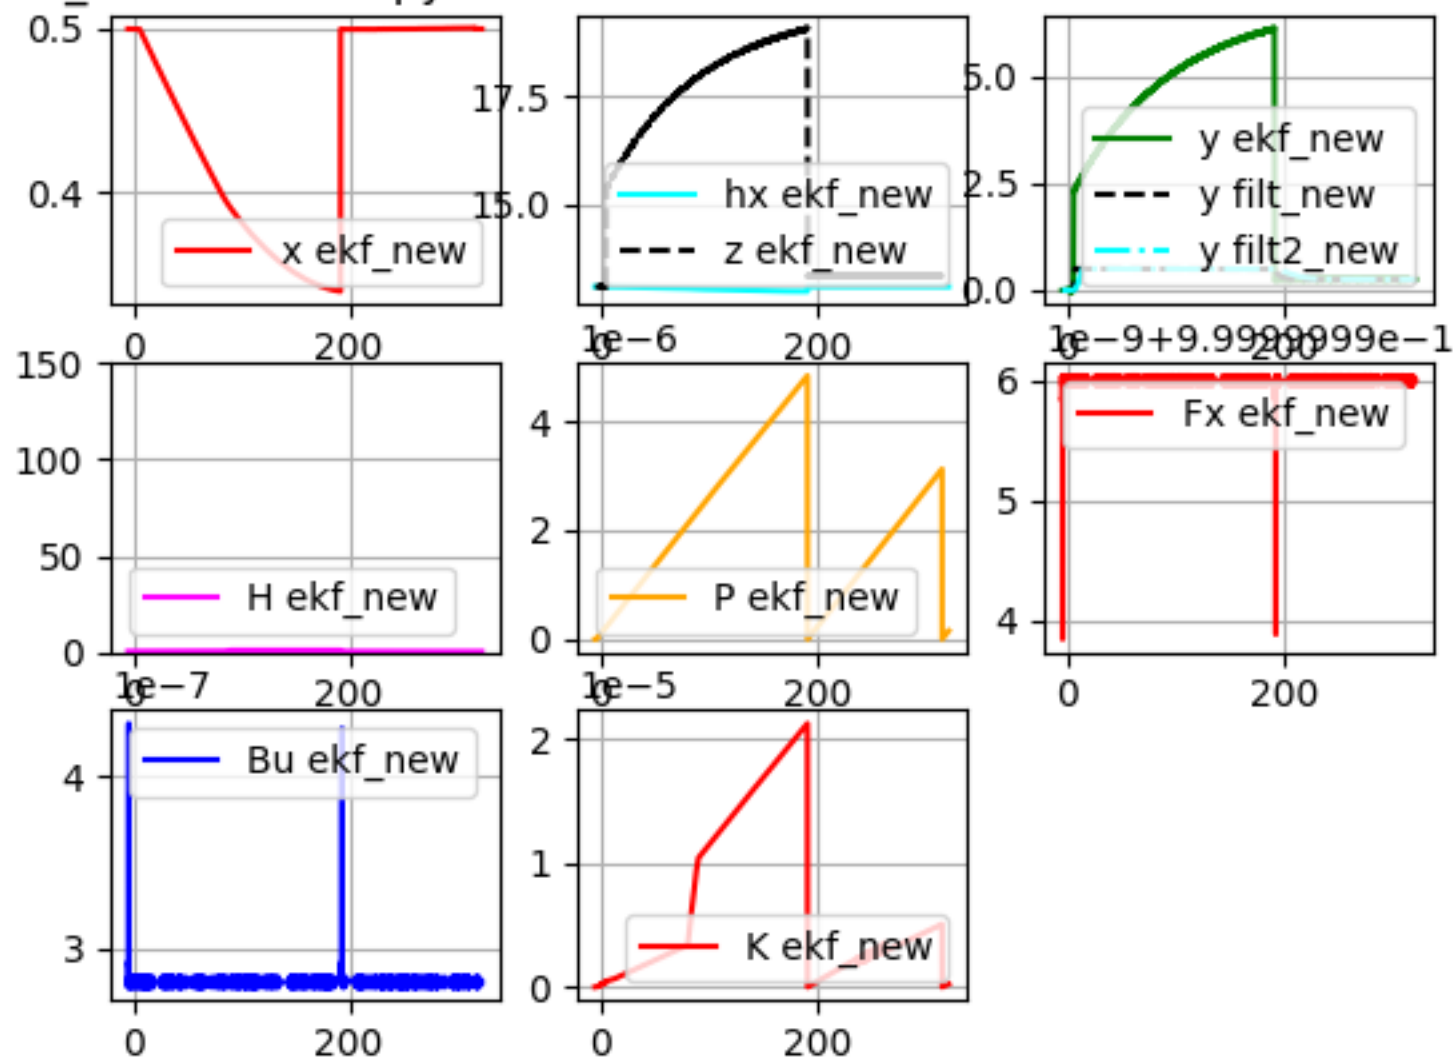 0.5
0.4
x ekf_new
0
200
17.5
15.0
hx ekf_new
z ekf_new
0
200
5.0
2.5
0.0
y ekf_new
y filt_new
y filt2_new
0
200
150
100
50
0
H ekf_new
0
200
1e−6
4
2
0
P ekf_new
0
200
1e−9+9.9999999e−1
6
5
4
Fx ekf_new
0
200
1e−7
4
3
Bu ekf_new
0
200
1e−5
2
1
0
K ekf_new
0
200